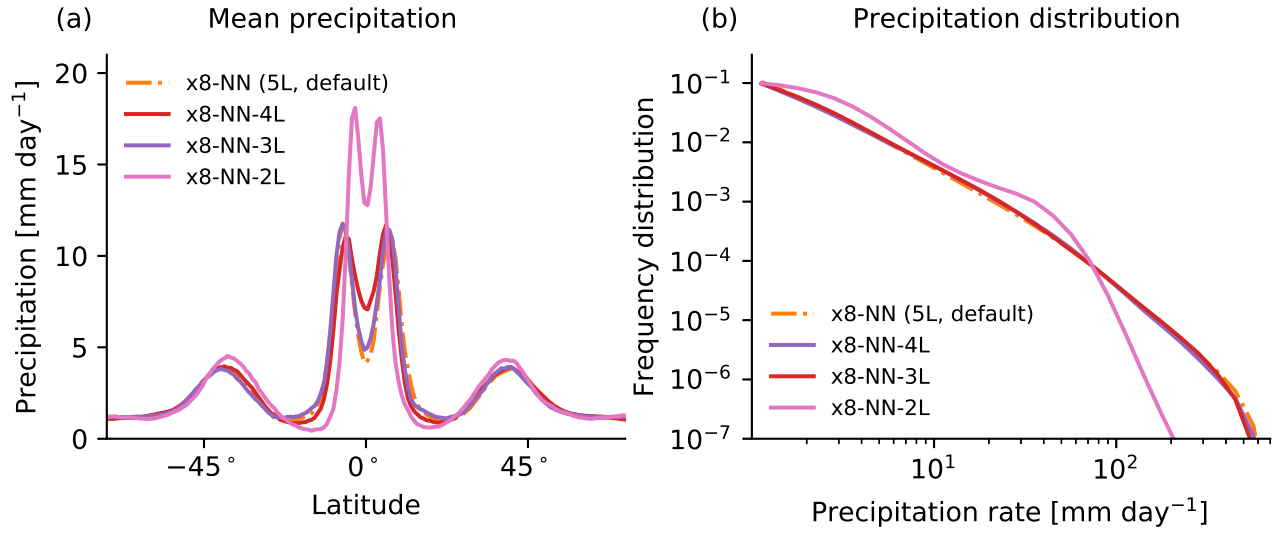 (a) Mean precipitation
Precipitation [mm day⁻¹]
20
15
10
5
0
x8-NN (5L, default)
x8-NN-4L
x8-NN-3L
x8-NN-2L
−45° 0° 45°
Latitude
(b) Precipitation distribution
Frequency distribution
10⁻¹
10⁻²
10⁻³
10⁻⁴
10⁻⁵
10⁻⁶
10⁻⁷
x8-NN (5L, default)
x8-NN-4L
x8-NN-3L
x8-NN-2L
10¹ 10²
Precipitation rate [mm day⁻¹]